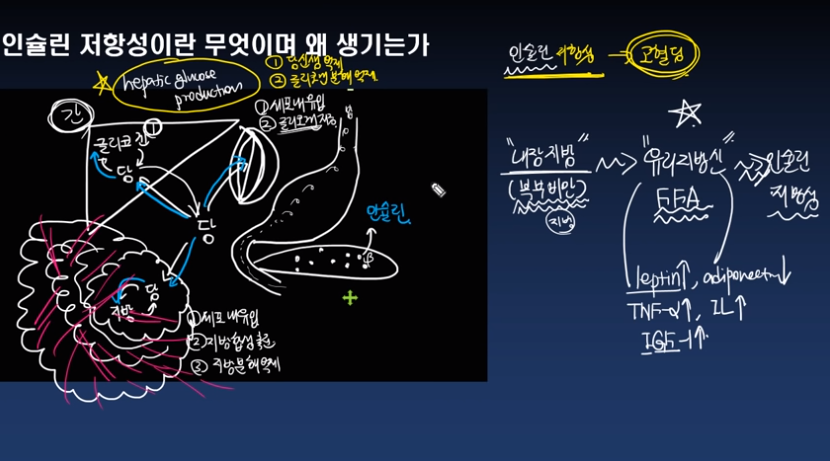 인슐린 저항성이란 무엇이며 왜 생기는가
hepatic glucose
production
① 당신생 억제
② 글리코겐 분해 억제
인슐린 저항성 → 고혈당
간
①
글리코겐
당
① 세포내 유입
② 글리코겐 저장
밥
당
인슐린
β
당
지방
① 세포내 유입
② 지방합성 촉진
③ 지방분해 억제
"내장지방"
(복부비만)
지방
"유리지방산"
FFA
인슐린
저항성
leptin↑, adiponectin↓
TNF-α↑, IL↑
IGF-1↑